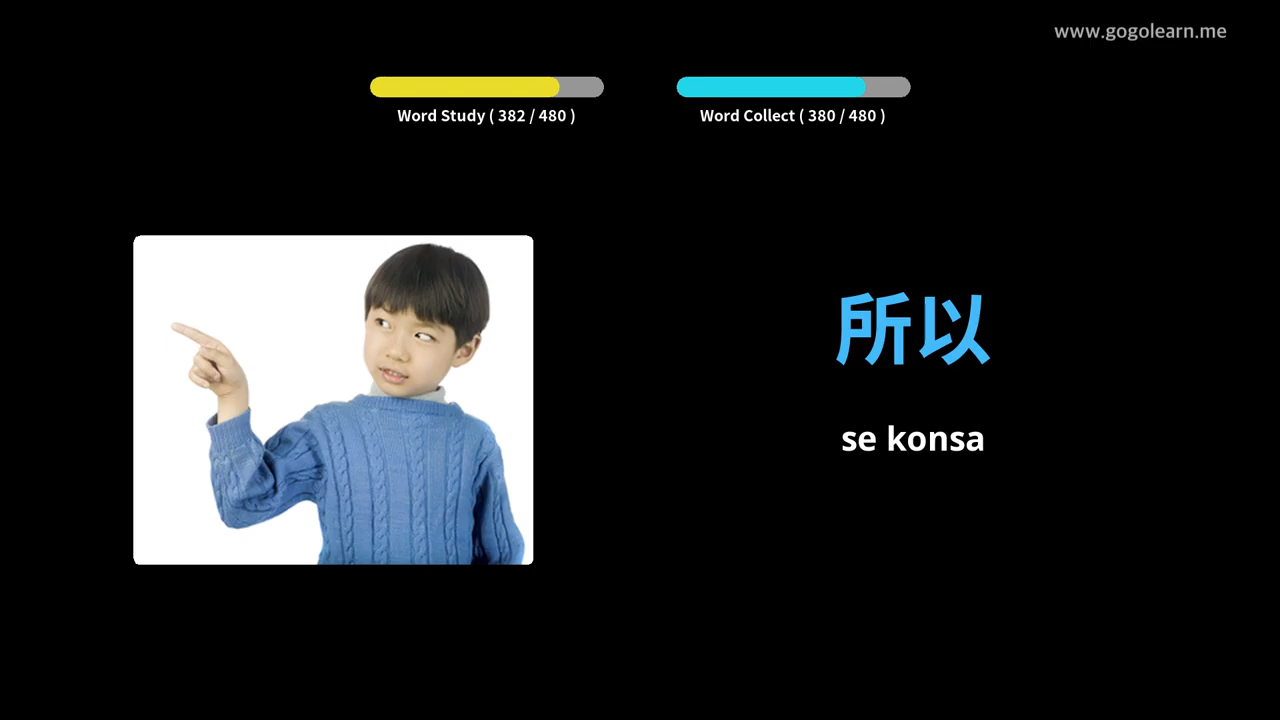 www.gogolearn.me
Word Study ( 382 / 480 )
Word Collect ( 380 / 480 )
所以
se konsa